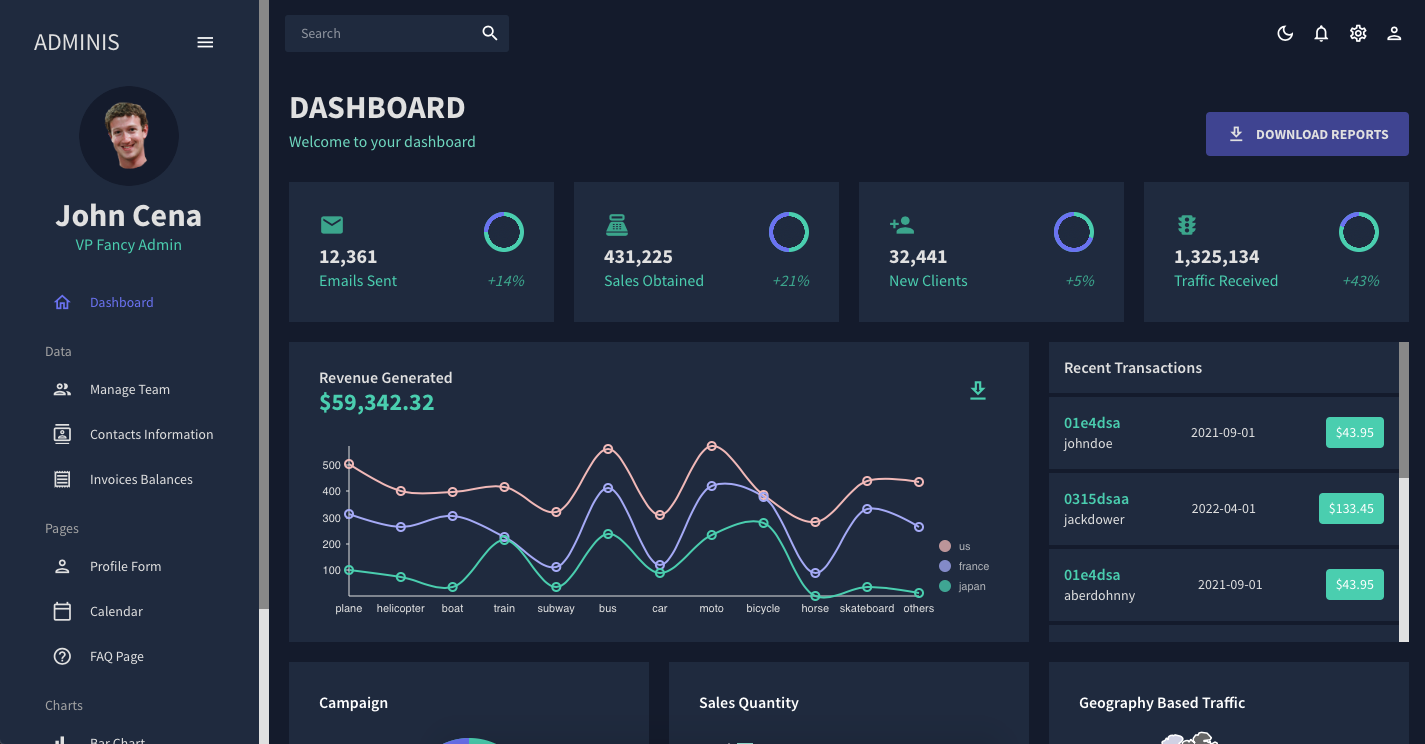 ADMINIS
Search
John Cena
VP Fancy Admin
Dashboard
Data
Manage Team
Contacts Information
Invoices Balances
Pages
Profile Form
Calendar
FAQ Page
Charts
Bar Chart
DASHBOARD
Welcome to your dashboard
DOWNLOAD REPORTS
12,361
Emails Sent
+14%
431,225
Sales Obtained
+21%
32,441
New Clients
+5%
1,325,134
Traffic Received
+43%
Revenue Generated
$59,342.32
500
400
300
200
100
plane helicopter boat train subway bus car moto bicycle horse skateboard others
us
france
japan
Recent Transactions
01e4dsa
johndoe
2021-09-01
$43.95
0315dsaa
jackdower
2022-04-01
$133.45
01e4dsa
aberdohnny
2021-09-01
$43.95
Campaign
Sales Quantity
Geography Based Traffic